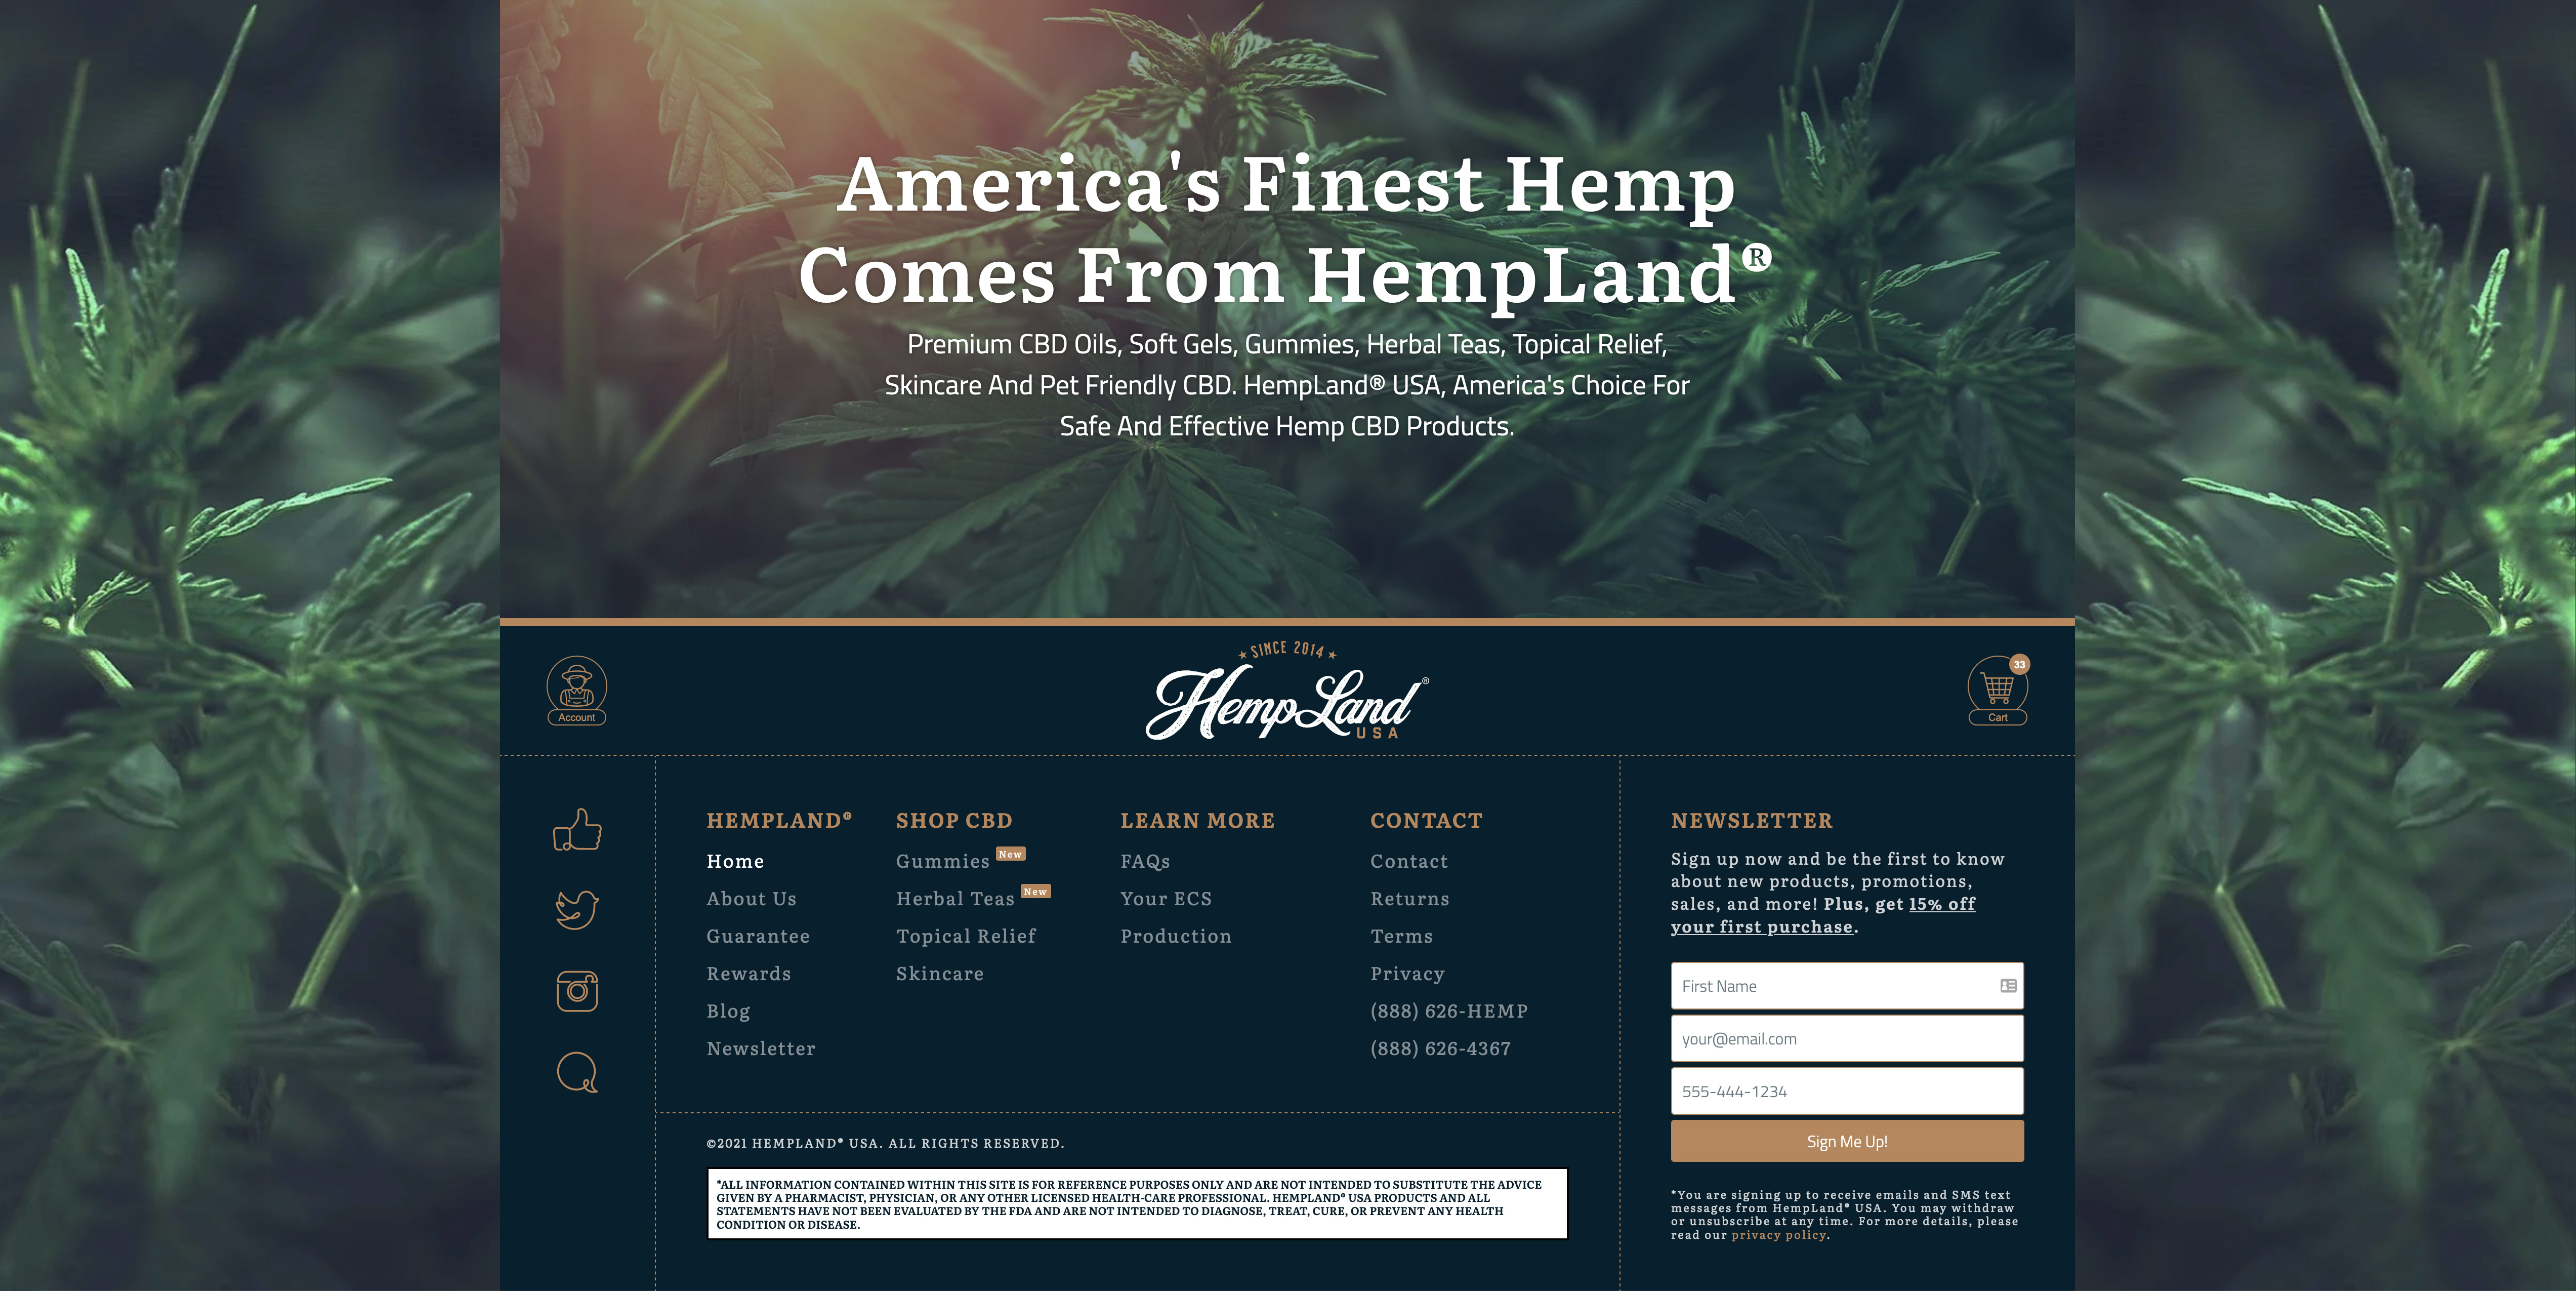 America's Finest Hemp
Comes From HempLand®
Premium CBD Oils, Soft Gels, Gummies, Herbal Teas, Topical Relief,
Skincare And Pet Friendly CBD. HempLand® USA, America's Choice For
Safe And Effective Hemp CBD Products.
Account
SINCE 2014
HempLand®
USA
33
Cart
HEMPLAND®
Home
About Us
Guarantee
Rewards
Blog
Newsletter
SHOP CBD
Gummies New
Herbal Teas New
Topical Relief
Skincare
LEARN MORE
FAQs
Your ECS
Production
CONTACT
Contact
Returns
Terms
Privacy
(888) 626-HEMP
(888) 626-4367
©2021 HEMPLAND® USA. ALL RIGHTS RESERVED.
*ALL INFORMATION CONTAINED WITHIN THIS SITE IS FOR REFERENCE PURPOSES ONLY AND ARE NOT INTENDED TO SUBSTITUTE THE ADVICE
GIVEN BY A PHARMACIST, PHYSICIAN, OR ANY OTHER LICENSED HEALTH-CARE PROFESSIONAL. HEMPLAND® USA PRODUCTS AND ALL
STATEMENTS HAVE NOT BEEN EVALUATED BY THE FDA AND ARE NOT INTENDED TO DIAGNOSE, TREAT, CURE, OR PREVENT ANY HEALTH
CONDITION OR DISEASE.
NEWSLETTER
Sign up now and be the first to know
about new products, promotions,
sales, and more! Plus, get 15% off
your first purchase.
First Name
your@email.com
555-444-1234
Sign Me Up!
*You are signing up to receive emails and SMS text
messages from HempLand® USA. You may withdraw
or unsubscribe at any time. For more details, please
read our privacy policy.